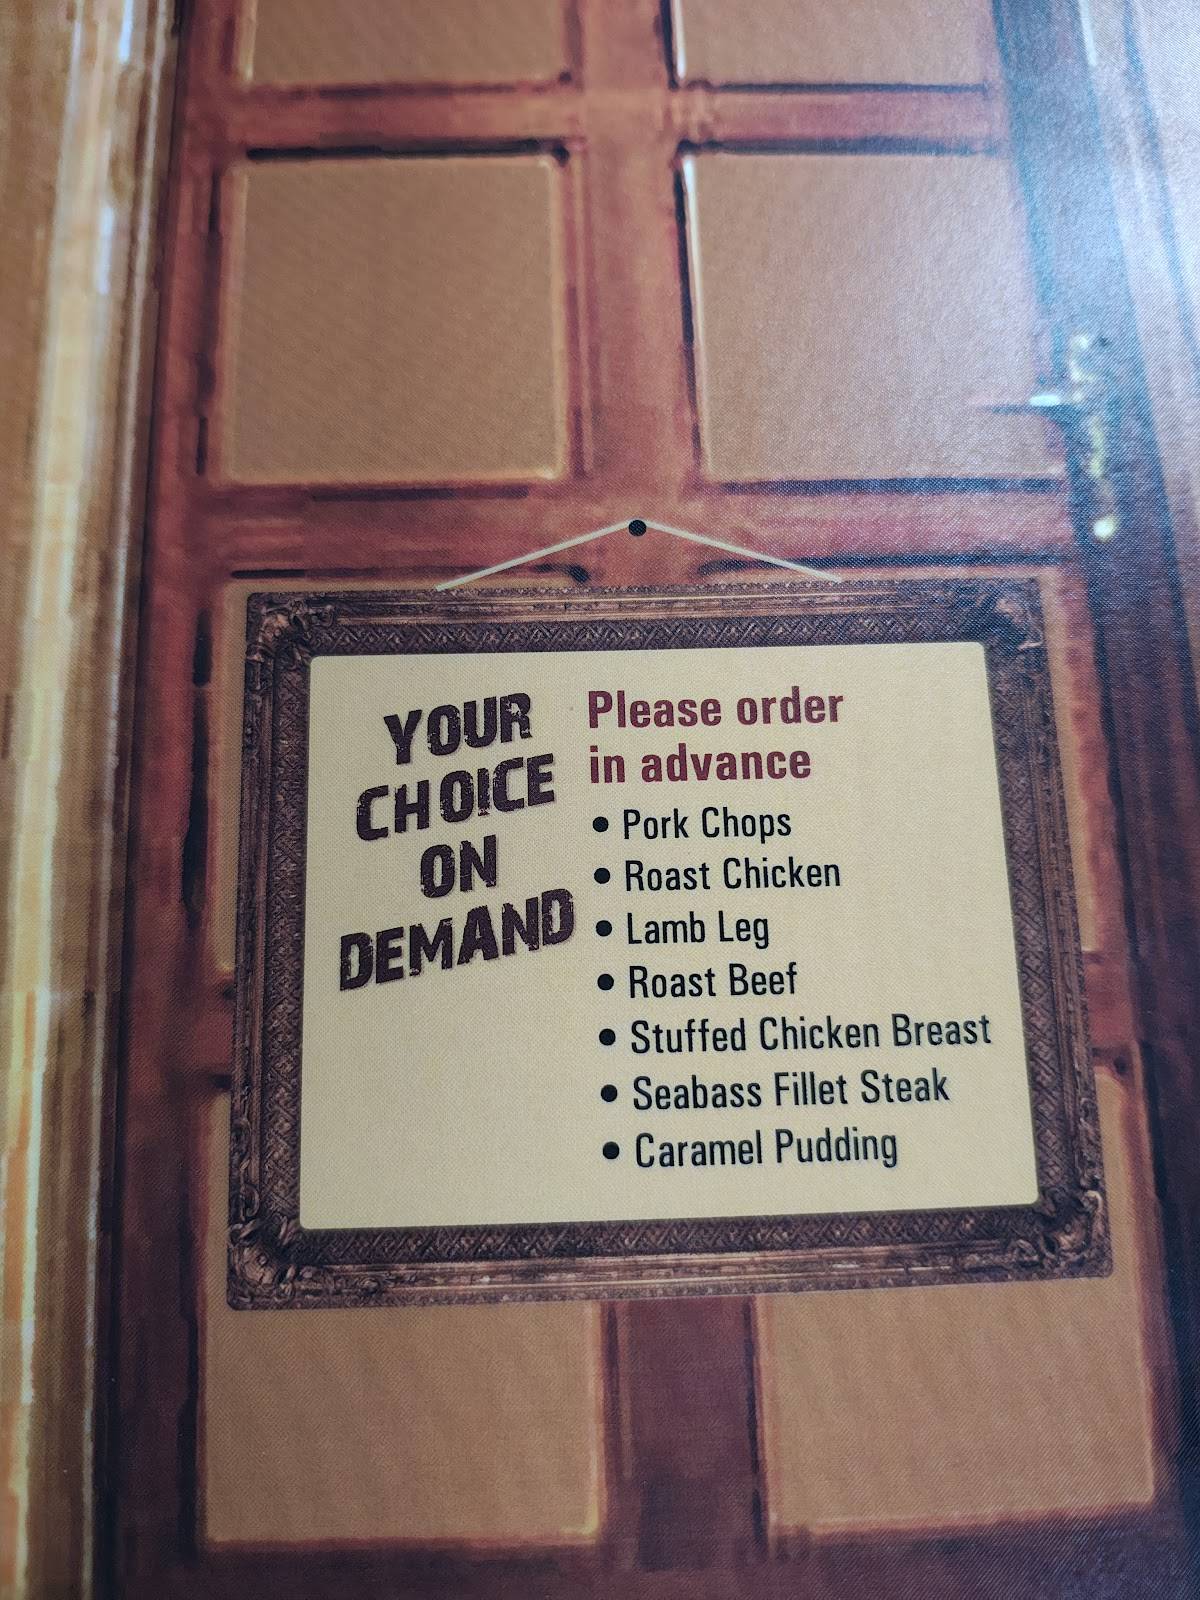 YOUR
CHOICE
ON
DEMAND
Please order
in advance
• Pork Chops
• Roast Chicken
• Lamb Leg
• Roast Beef
• Stuffed Chicken Breast
• Seabass Fillet Steak
• Caramel Pudding